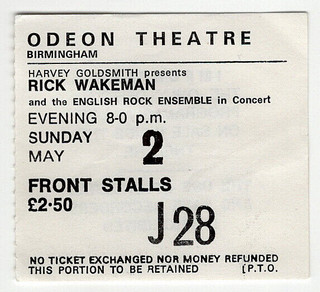 ODEON THEATRE
BIRMINGHAM
HARVEY GOLDSMITH presents
RICK WAKEMAN
and the ENGLISH ROCK ENSEMBLE in Concert
EVENING 8-0 p.m.
SUNDAY
MAY 2
FRONT STALLS
£2·50
J 28
NO TICKET EXCHANGED NOR MONEY REFUNDED
THIS PORTION TO BE RETAINED [P.T.O.